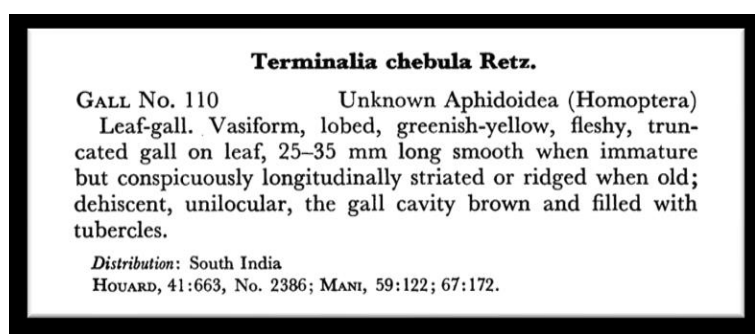 Terminalia chebula Retz.
GALL No. 110 Unknown Aphidoidea (Homoptera)
Leaf-gall. Vasiform, lobed, greenish-yellow, fleshy, trun-
cated gall on leaf, 25–35 mm long smooth when immature
but conspicuously longitudinally striated or ridged when old;
dehiscent, unilocular, the gall cavity brown and filled with
tubercles.
Distribution: South India
HOUARD, 41:663, No. 2386; MANI, 59:122; 67:172.